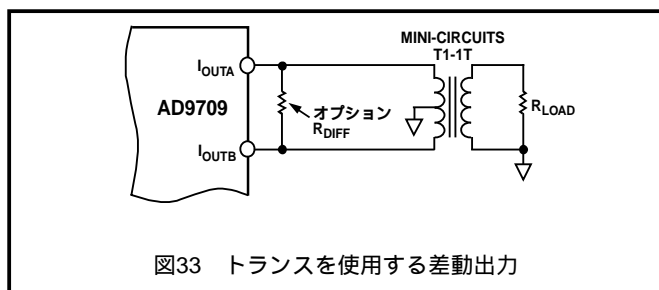 MINI-CIRCUITS
T1-1T
IOUTA
AD9709
オプション
RDIFF
RLOAD
IOUTB
図33 トランスを使用する差動出力